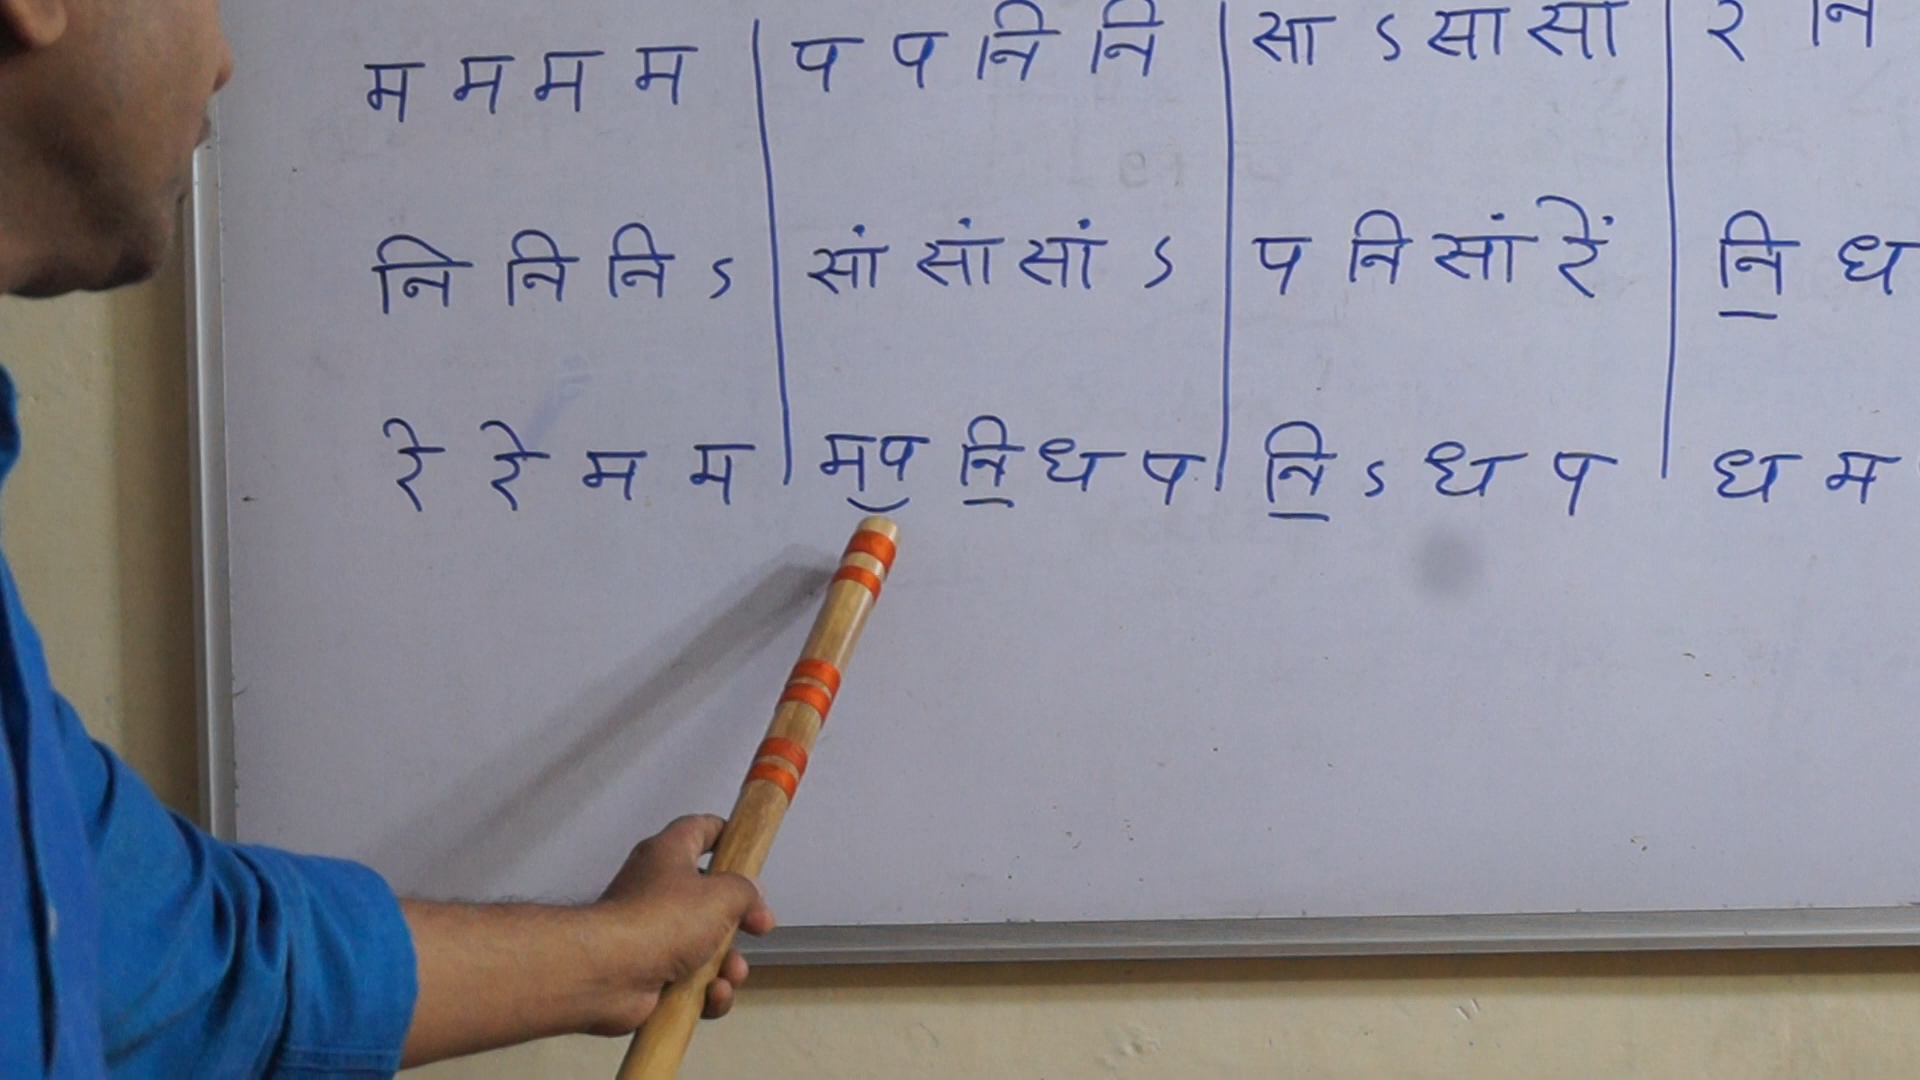 म म म म | प प नि नि | सा ऽ सा सा | रे नि
नि नि नि ऽ | सां सां सां ऽ | प नि सां रें | नि॒ ध
रे रे म म | मप नि॒ ध प | नि॒ ऽ ध प | ध म